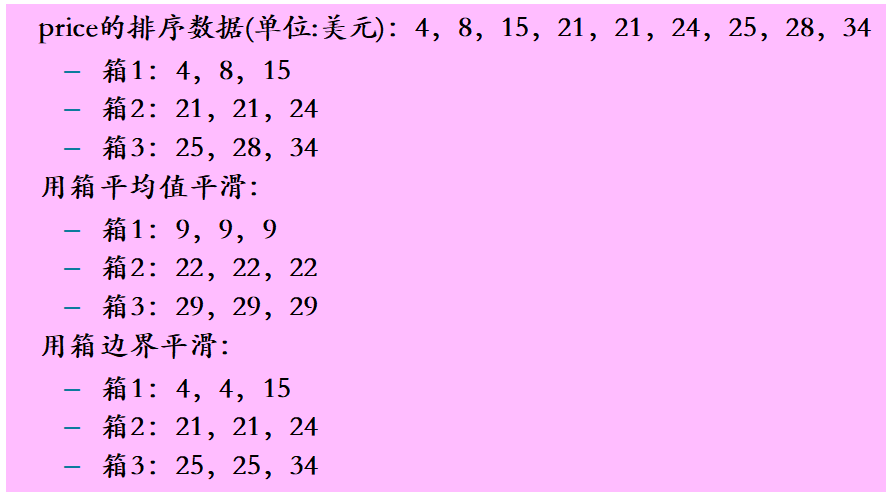 price的排序数据(单位:美元)：4，8，15，21，21，24，25，28，34
– 箱1：4，8，15
– 箱2：21，21，24
– 箱3：25，28，34
用箱平均值平滑：
– 箱1：9，9，9
– 箱2：22，22，22
– 箱3：29，29，29
用箱边界平滑：
– 箱1：4，4，15
– 箱2：21，21，24
– 箱3：25，25，34